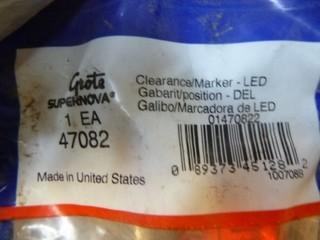 Grote
SUPERNOVA®
1 EA
47082
Made in United States
Clearance/Marker - LED
Gabarit/position - DEL
Galibo/Marcadora de LED
01470822
0 89373 45128 2
1007088